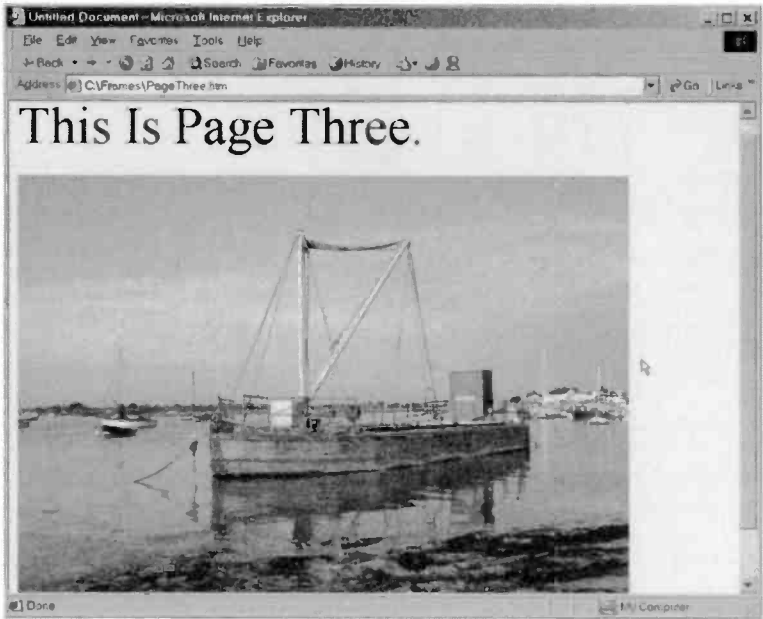 Untitled Document - Microsoft Internet Explorer
File Edit View Favorites Tools Help
Back Search Favorites History
Address C:\Frames\PageThree.htm Go Links »
This Is Page Three.
Done My Computer